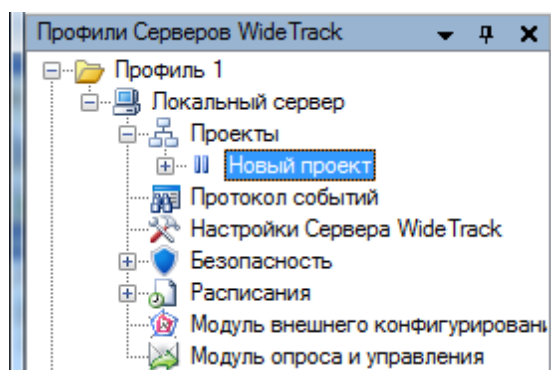 Профили Серверов WideTrack
Профиль 1
Локальный сервер
Проекты
Новый проект
Протокол событий
Настройки Сервера WideTrack
Безопасность
Расписания
Модуль внешнего конфигурировани
Модуль опроса и управления